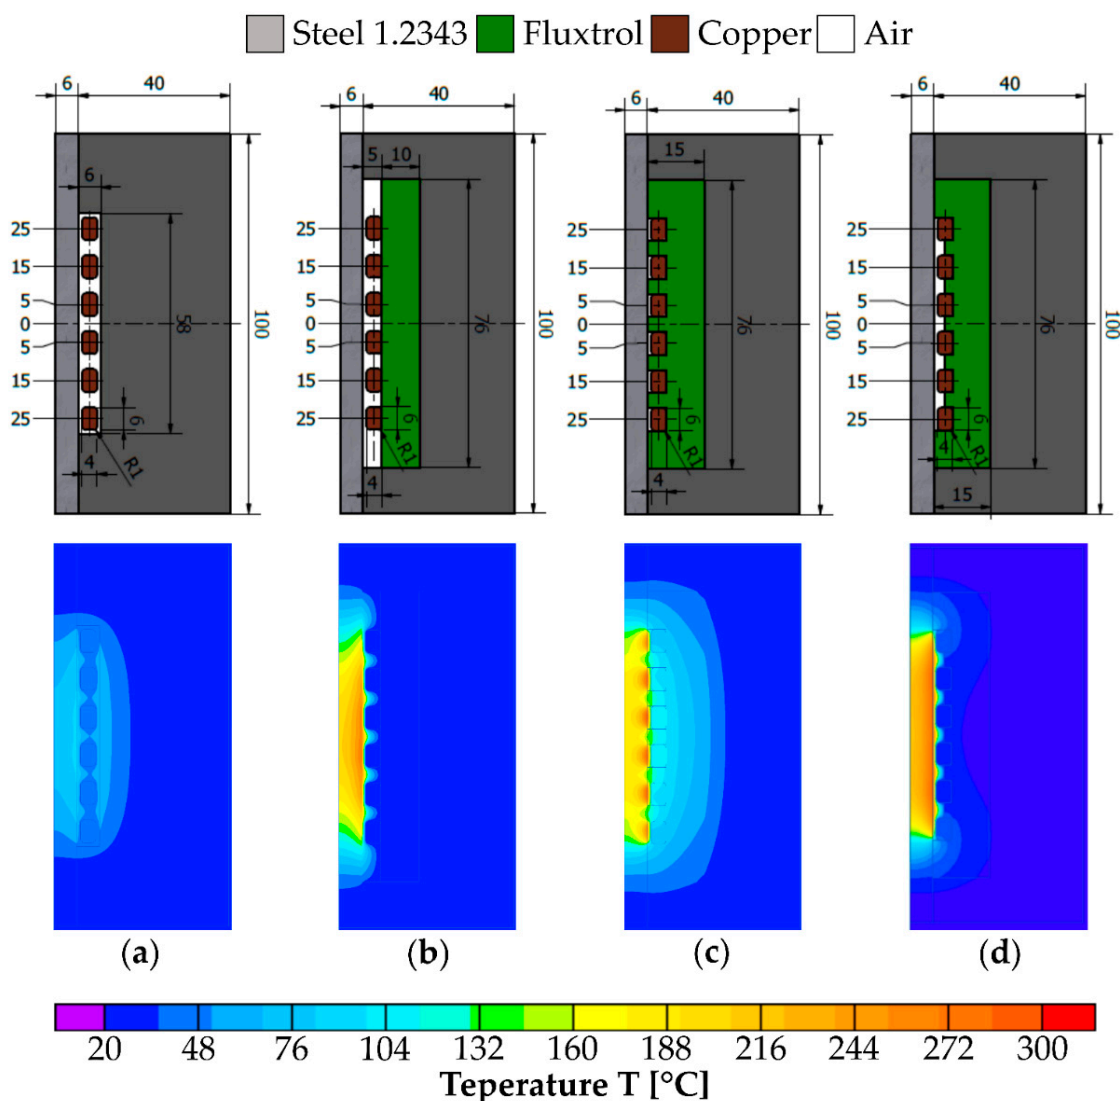 Steel 1.2343 Fluxtrol Copper Air
6 40 6 40 6 40 6 40
6 5 10 15
25 25 25 25
15 15 15 15
5 5 5 5
0 58 100 0 76 100 0 76 100 0 76 100
5 5 5 5
15 15 15 15
25 6 25 6 25 6 25 6
4 R1 4 R1 4 R1 4 R1
15
(a) (b) (c) (d)
20 48 76 104 132 160 188 216 244 272 300
Teperature T [°C]